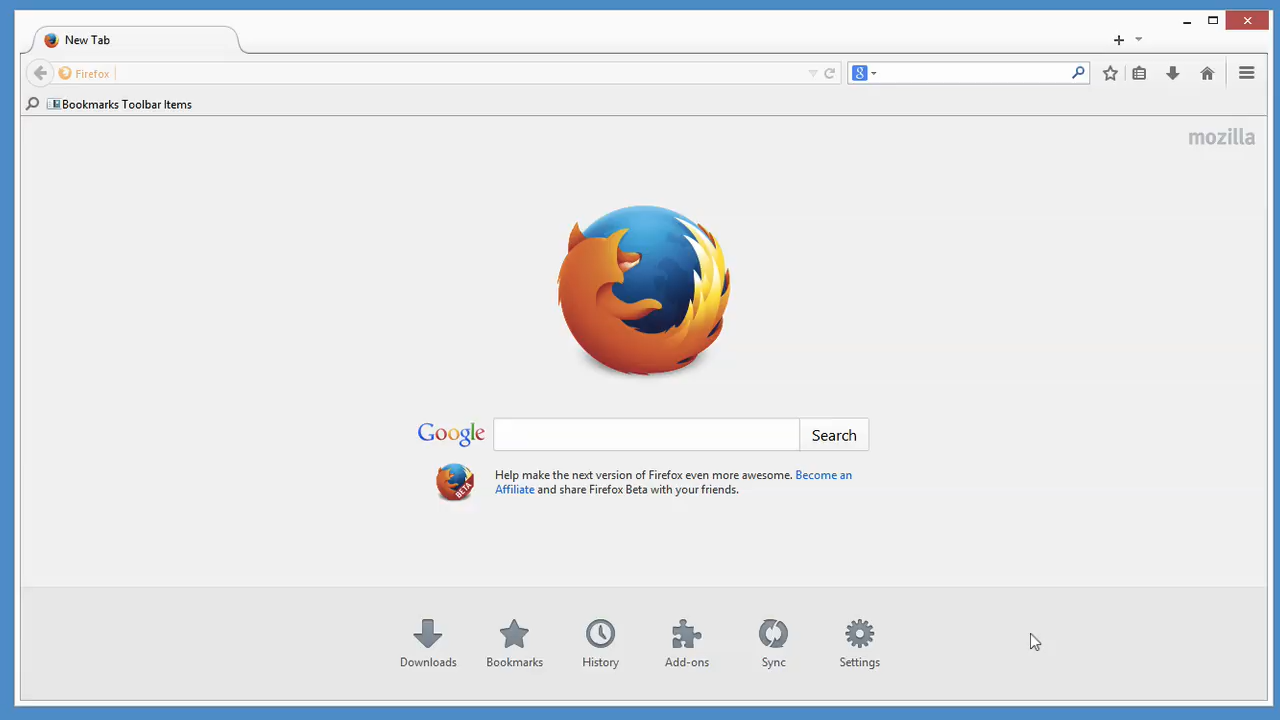 New Tab
Firefox
8
Bookmarks Toolbar Items
mozilla
Google
Search
Help make the next version of Firefox even more awesome. Become an
Affiliate and share Firefox Beta with your friends.
BETA
Downloads
Bookmarks
History
Add-ons
Sync
Settings